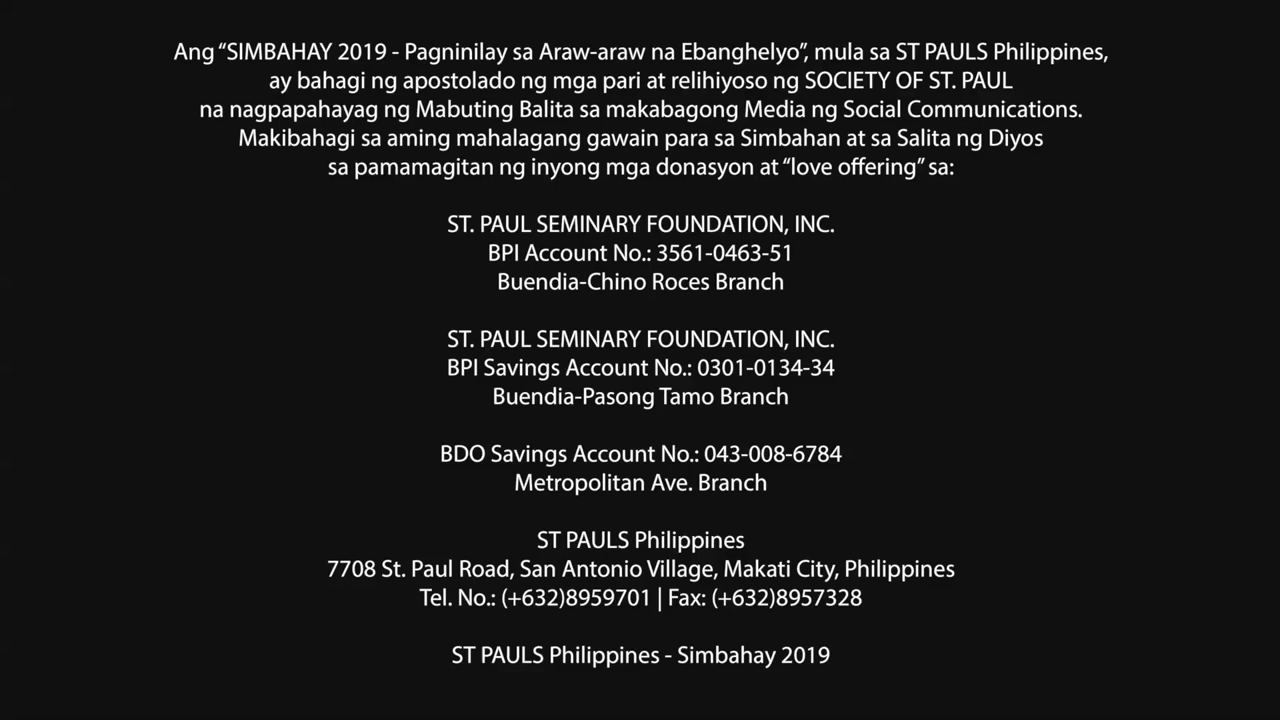 Ang “SIMBAHAY 2019 - Pagninilay sa Araw-araw na Ebanghelyo”, mula sa ST PAULS Philippines,
ay bahagi ng apostolado ng mga pari at relihiyoso ng SOCIETY OF ST. PAUL
na nagpapahayag ng Mabuting Balita sa makabagong Media ng Social Communications.
Makibahagi sa aming mahalagang gawain para sa Simbahan at sa Salita ng Diyos
sa pamamagitan ng inyong mga donasyon at “love offering” sa:
ST. PAUL SEMINARY FOUNDATION, INC.
BPI Account No.: 3561-0463-51
Buendia-Chino Roces Branch
ST. PAUL SEMINARY FOUNDATION, INC.
BPI Savings Account No.: 0301-0134-34
Buendia-Pasong Tamo Branch
BDO Savings Account No.: 043-008-6784
Metropolitan Ave. Branch
ST PAULS Philippines
7708 St. Paul Road, San Antonio Village, Makati City, Philippines
Tel. No.: (+632)8959701 | Fax: (+632)8957328
ST PAULS Philippines - Simbahay 2019